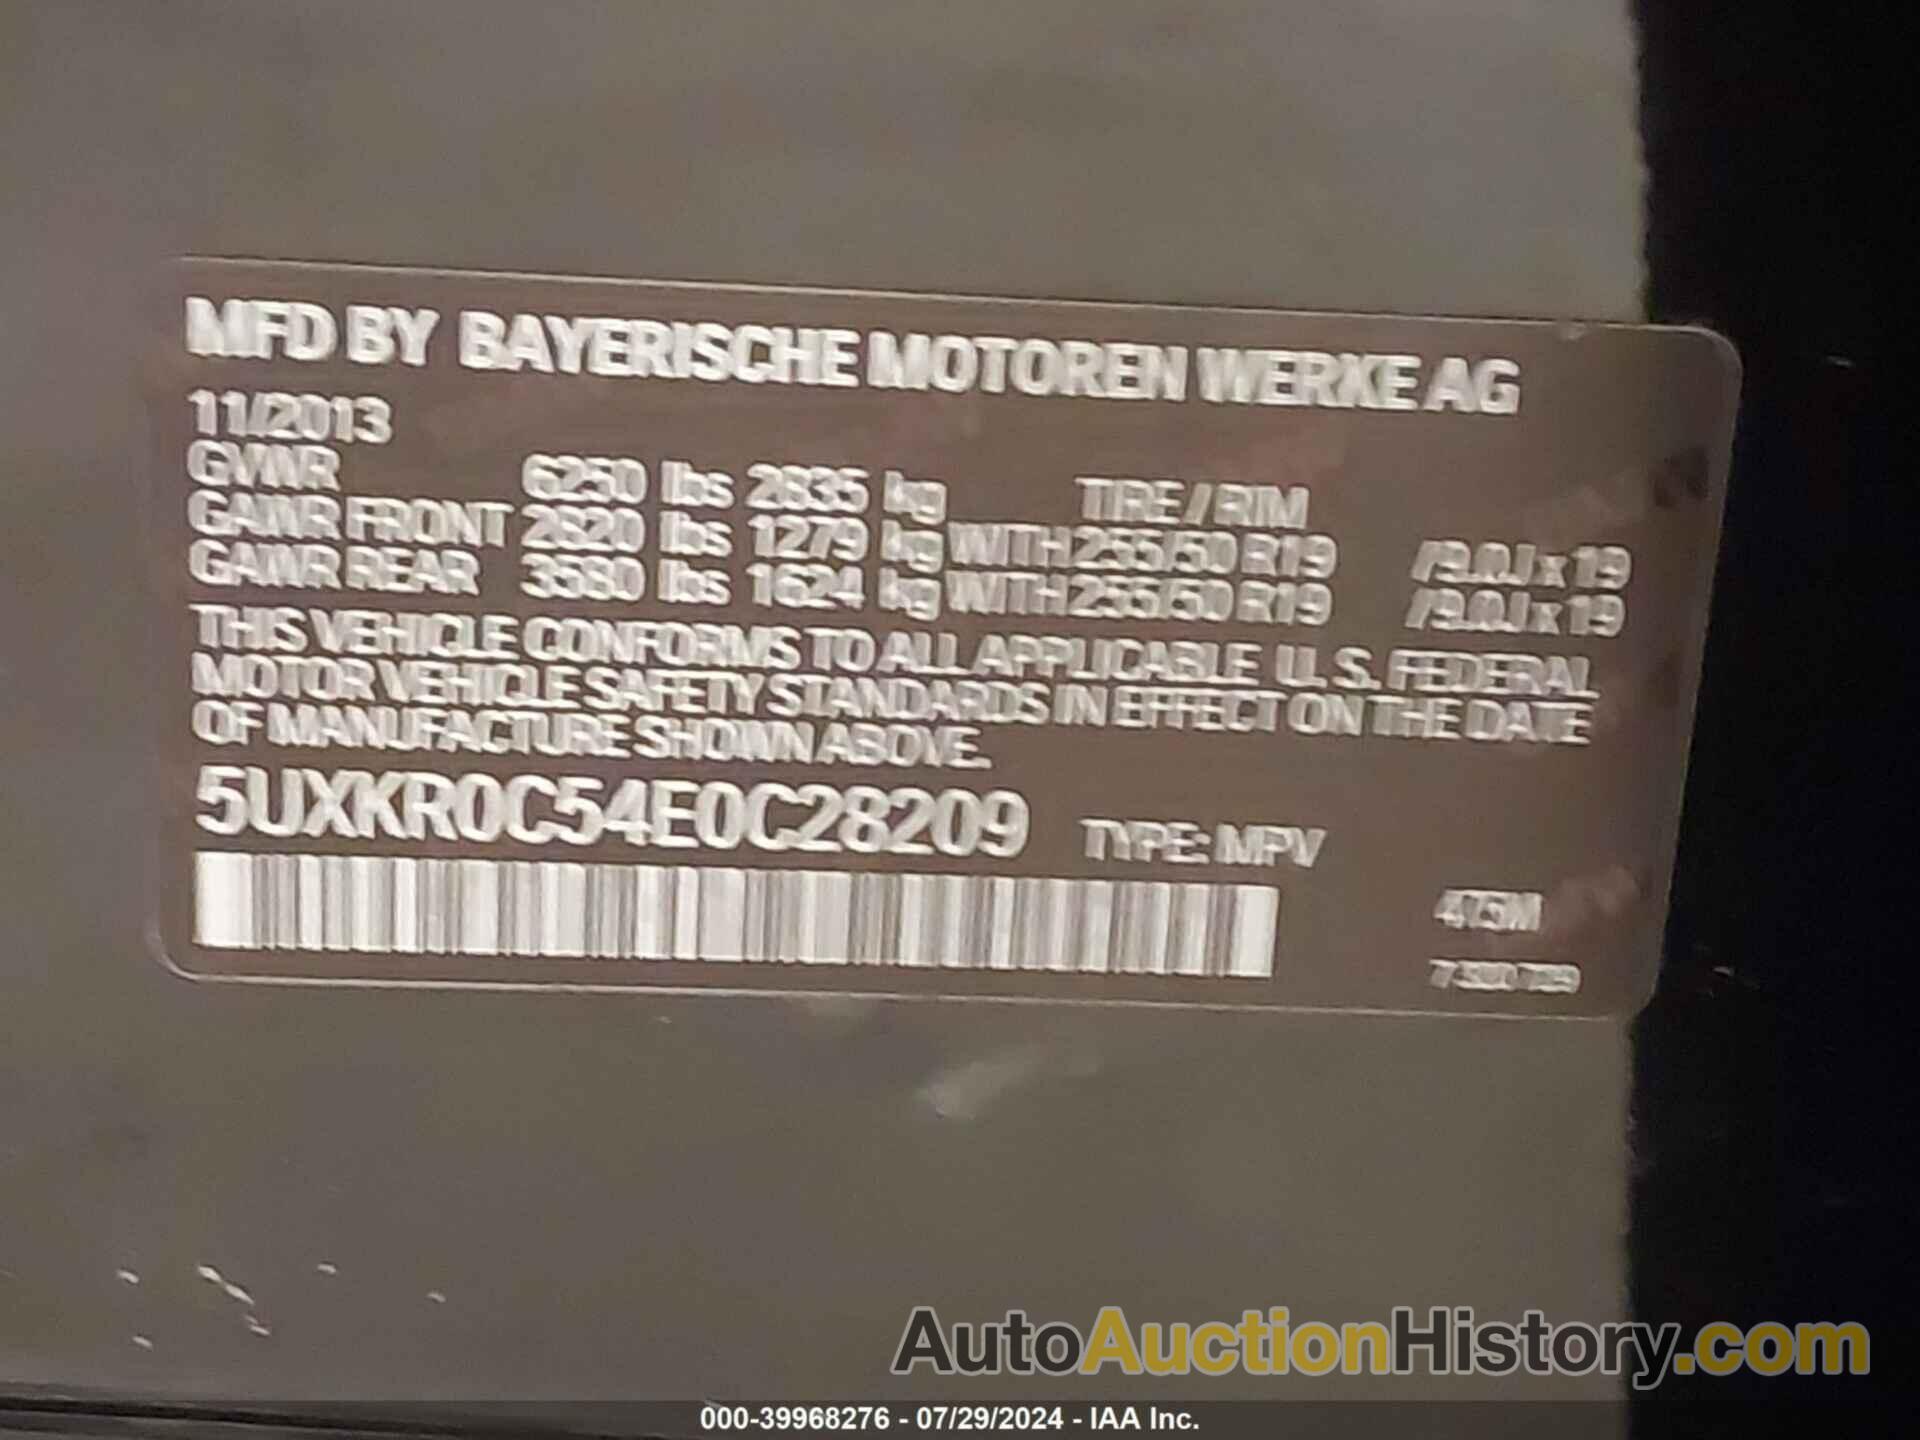 MFD BY BAYERISCHE MOTOREN WERKE AG
11/2013
GVWR 6250 lbs 2835 kg TIRE / RIM
GAWR FRONT 2820 lbs 1279 kg WITH 255/50 R19 /9.0J x 19
GAWR REAR 3580 lbs 1624 kg WITH 255/50 R19 /9.0J x 19
THIS VEHICLE CONFORMS TO ALL APPLICABLE U.S. FEDERAL
MOTOR VEHICLE SAFETY STANDARDS IN EFFECT ON THE DATE
OF MANUFACTURE SHOWN ABOVE.
5UXKR0C54E0C28209 TYPE: MPV
475M
AutoAuctionHistory.com
000-39968276 - 07/29/2024 - IAA Inc.